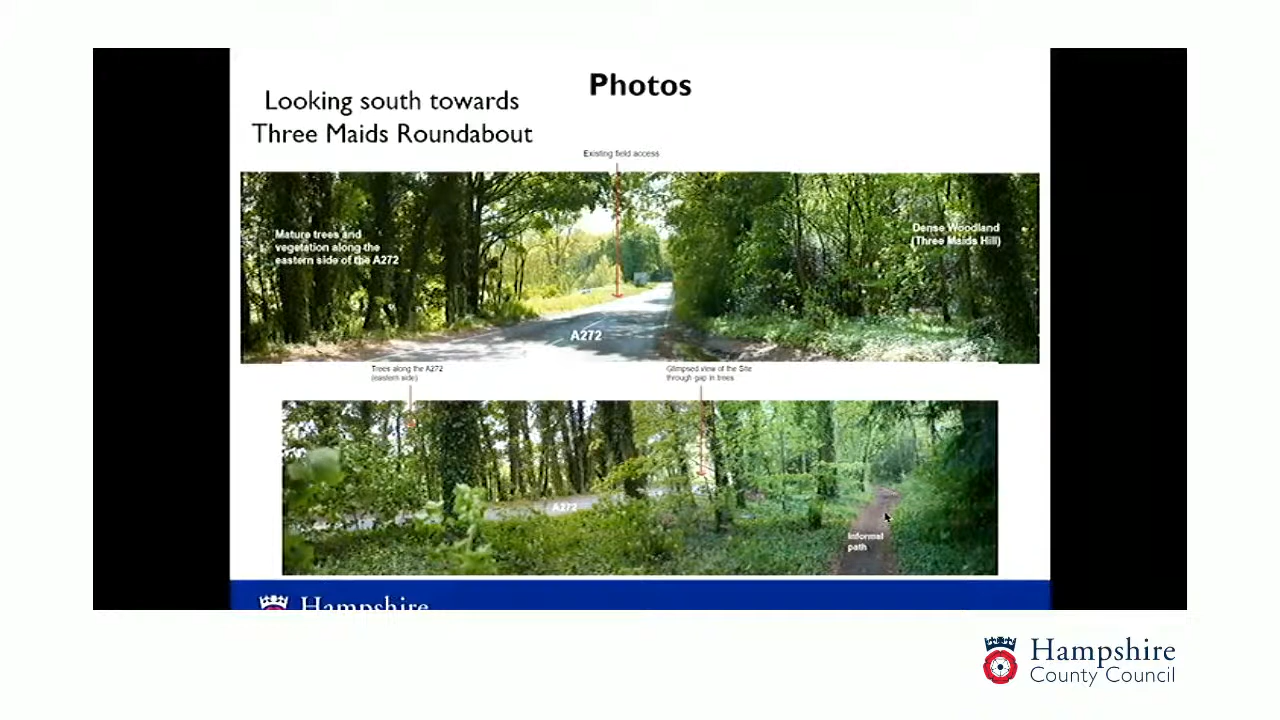 Photos
Looking south towards
Three Maids Roundabout
Existing field access
Mature trees and
vegetation along the
eastern side of the A272
Dense Woodland
(Three Maids Hill)
A272
Trees along the A272
(eastern side)
Glimpsed view of the Site
through gap in trees
A272
Informal
path
Hampshire
Hampshire
County Council